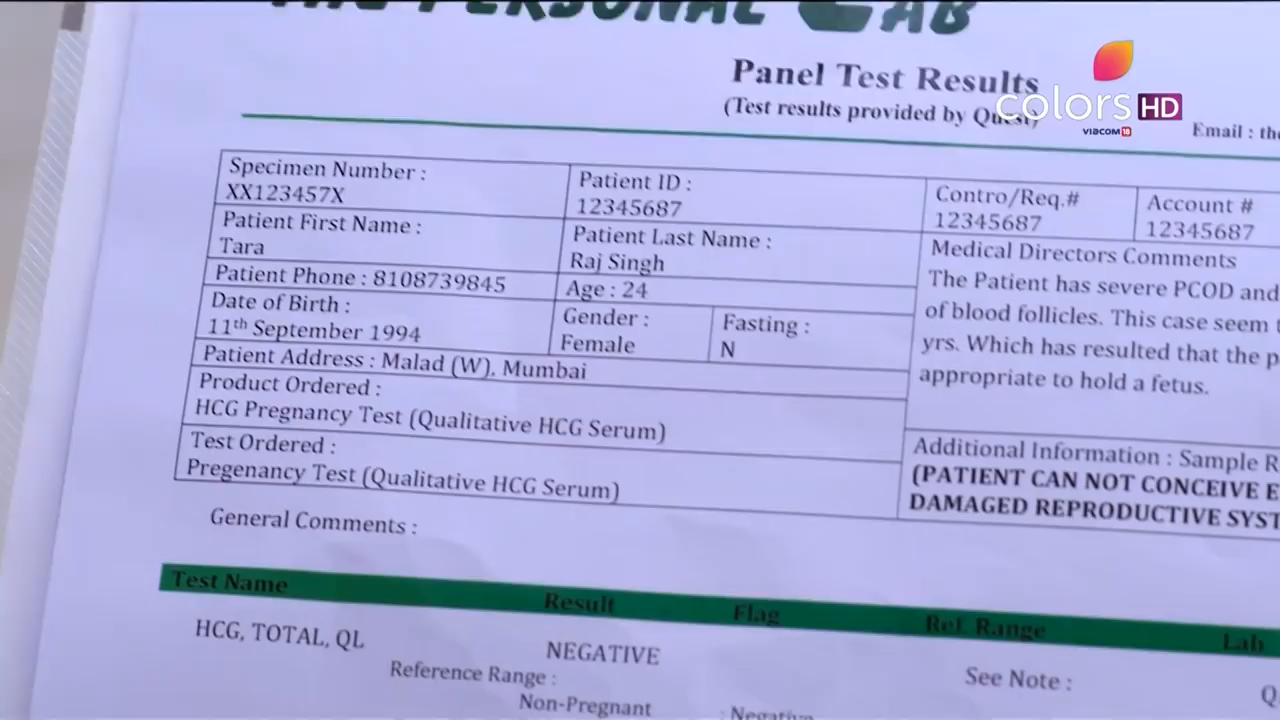 THE PERSONAL LAB
Panel Test Results
(Test results provided by Quest)
colors HD
VIACOM18
Email : the
Specimen Number :
XX123457X
Patient ID :
12345687
Contro/Req.#
12345687
Account #
12345687
Patient First Name :
Tara
Patient Last Name :
Raj Singh
Patient Phone : 8108739845
Age : 24
Date of Birth :
11th September 1994
Gender :
Female
Fasting :
N
Patient Address : Malad (W), Mumbai
Product Ordered :
HCG Pregnancy Test (Qualitative HCG Serum)
Test Ordered :
Pregenancy Test (Qualitative HCG Serum)
Medical Directors Comments
The Patient has severe PCOD and
of blood follicles. This case seem
yrs. Which has resulted that the p
appropriate to hold a fetus.
Additional Information : Sample R
(PATIENT CAN NOT CONCEIVE E
DAMAGED REPRODUCTIVE SYST
General Comments :
Test Name Result Flag Ref. Range Lab
HCG, TOTAL, QL NEGATIVE See Note : Q
Reference Range :
Non-Pregnant : Negative